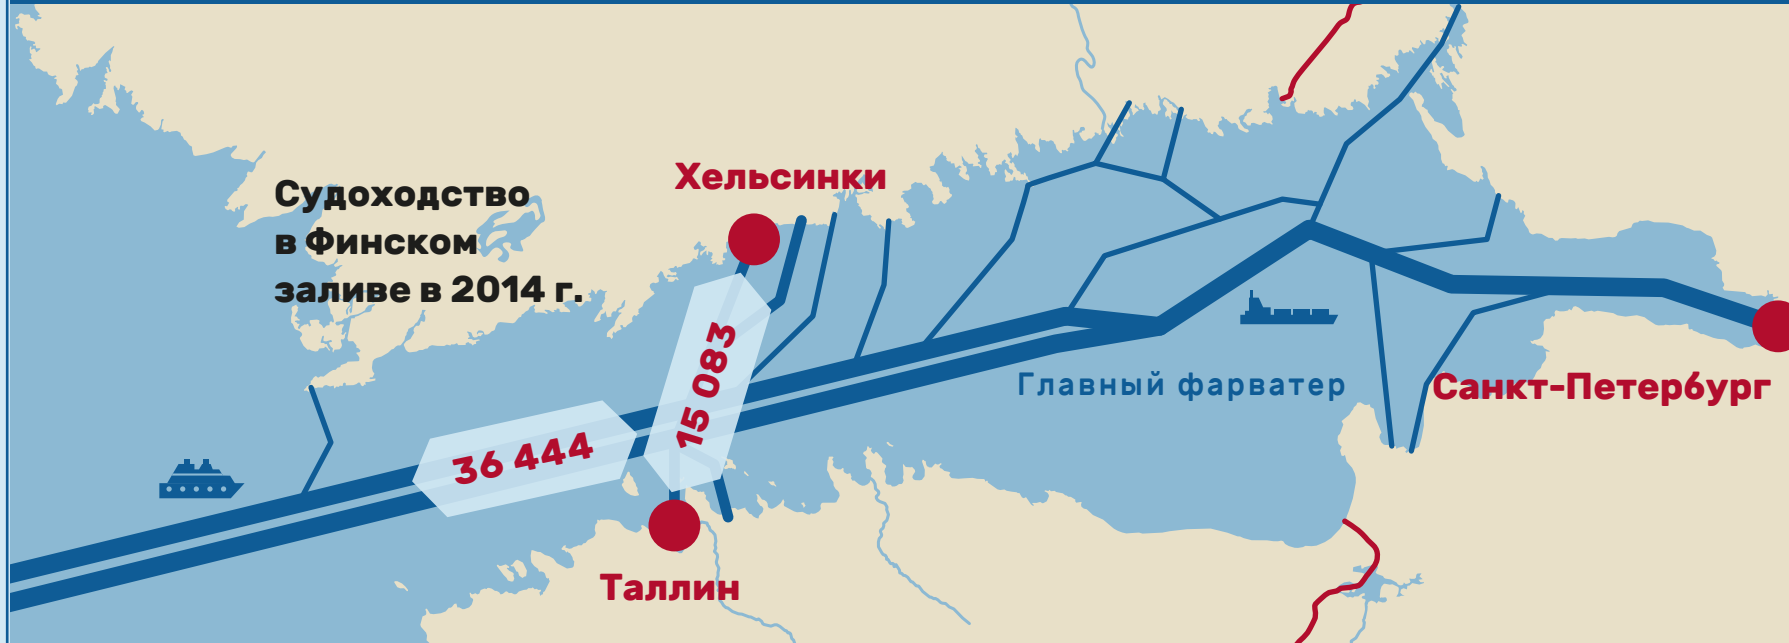 Судоходство
в Финском
заливе в 2014 г.
Хельсинки
15 083
36 444
Главный фарватер
Санкт-Петербург
Таллин